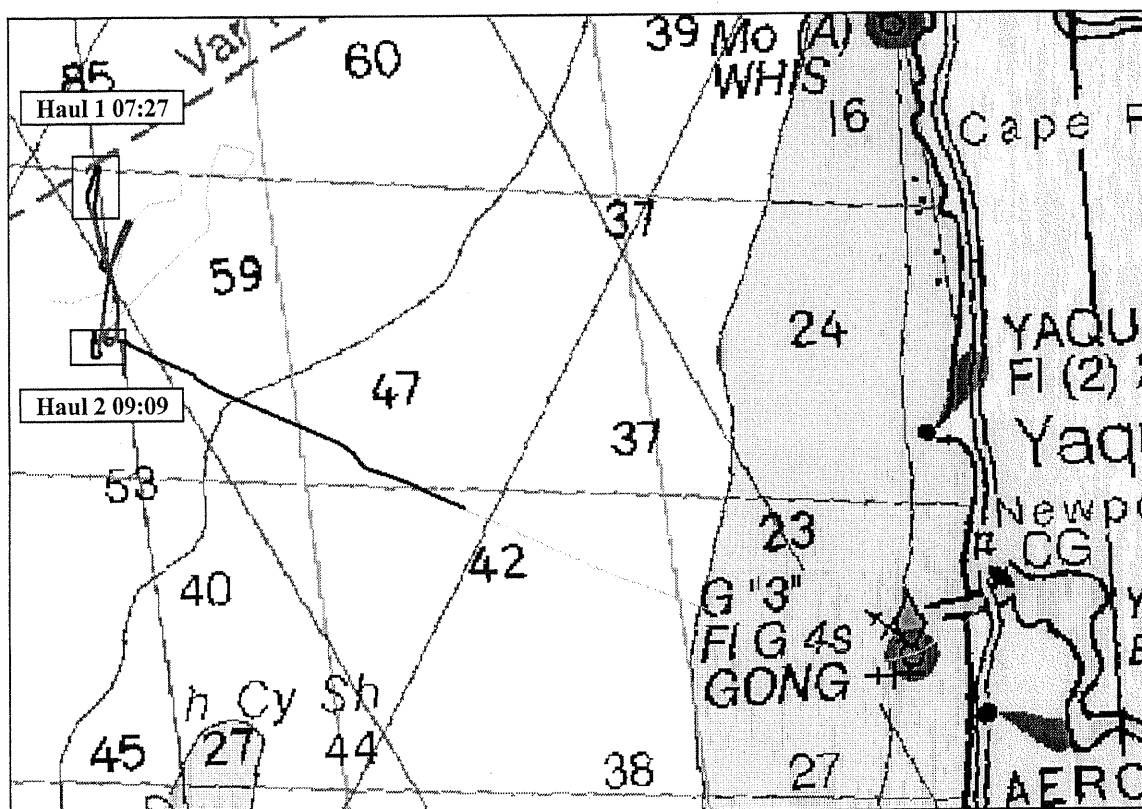 85
Var
60
39
Mo (A)
WHIS
Haul 1 07:27
16
Cape
37
59
24
YAQU
Fl (2)
Haul 2 09:09
47
37
Yaqu
53
Newpo
23
CG
42
40
G "3"
Fl G 4s
GONG
h Cy Sh
45
27
44
38
27
AERO